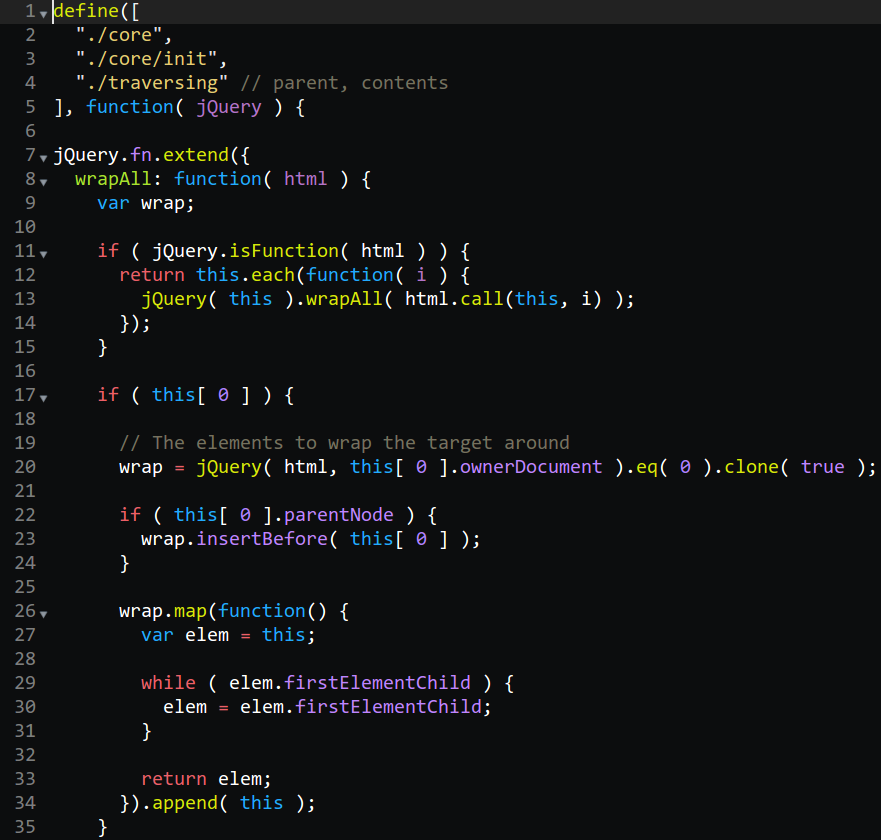 1 define([
2   "./core",
3   "./core/init",
4   "./traversing" // parent, contents
5 ], function( jQuery ) {
6
7 jQuery.fn.extend({
8   wrapAll: function( html ) {
9     var wrap;
10
11     if ( jQuery.isFunction( html ) ) {
12       return this.each(function( i ) {
13         jQuery( this ).wrapAll( html.call(this, i) );
14       });
15     }
16
17     if ( this[ 0 ] ) {
18
19       // The elements to wrap the target around
20       wrap = jQuery( html, this[ 0 ].ownerDocument ).eq( 0 ).clone( true );
21
22       if ( this[ 0 ].parentNode ) {
23         wrap.insertBefore( this[ 0 ] );
24       }
25
26       wrap.map(function() {
27         var elem = this;
28
29         while ( elem.firstElementChild ) {
30           elem = elem.firstElementChild;
31         }
32
33         return elem;
34       }).append( this );
35     }